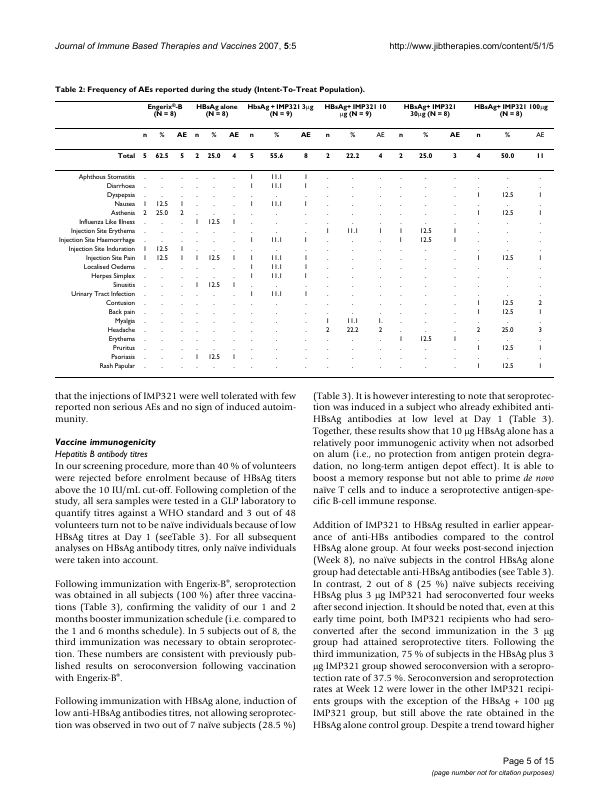 Journal of Immune Based Therapies and Vaccines 2007, 5:5 http://www.jibtherapies.com/content/5/1/5
Table 2: Frequency of AEs reported during the study (Intent-To-Treat Population).
Engerix®-B (N = 8) HBsAg alone (N = 8) HbsAg + IMP321 3μg (N = 9) HBsAg+ IMP321 10 μg (N = 9) HBsAg+ IMP321 30μg (N = 8) HBsAg+ IMP321 100μg (N = 8)
n % AE n % AE n % AE n % AE n % AE n % AE
Total 5 62.5 5 2 25.0 4 5 55.6 8 2 22.2 4 2 25.0 3 4 50.0 11
Aphthous Stomatitis . . . . . . 1 11.1 1 . . . . . . . . .
Diarrhoea . . . . . . 1 11.1 1 . . . . . . . . .
Dyspepsia . . . . . . . . . . . . . . . 1 12.5 1
Nausea 1 12.5 1 . . . 1 11.1 1 . . . . . . . . .
Asthenia 2 25.0 2 . . . . . . . . . . . . 1 12.5 1
Influenza Like Illness . . . 1 12.5 1 . . . . . . . . . . . .
Injection Site Erythema . . . . . . . . . 1 11.1 1 1 12.5 1 . . .
Injection Site Haemorrhage . . . . . . 1 11.1 1 . . . 1 12.5 1 . . .
Injection Site Induration 1 12.5 1 . . . . . . . . . . . . . . .
Injection Site Pain 1 12.5 1 1 12.5 1 1 11.1 1 . . . . . . 1 12.5 1
Localised Oedema . . . . . . 1 11.1 1 . . . . . . . . .
Herpes Simplex . . . . . . 1 11.1 1 . . . . . . . . .
Sinusitis . . . 1 12.5 1 . . . . . . . . . . . .
Urinary Tract Infection . . . . . . 1 11.1 1 . . . . . . . . .
Contusion . . . . . . . . . . . . . . . 1 12.5 2
Back pain . . . . . . . . . . . . . . . 1 12.5 1
Myalgia . . . . . . . . . 1 11.1 1. . . . . . .
Headache . . . . . . . . . 2 22.2 2 . . . 2 25.0 3
Erythema . . . . . . . . . . . . 1 12.5 1 . . .
Pruritus . . . . . . . . . . . . . . . 1 12.5 1
Psoriasis . . . 1 12.5 1 . . . . . . . . . . . .
Rash Papular . . . . . . . . . . . . . . . 1 12.5 1
that the injections of IMP321 were well tolerated with few
reported non serious AEs and no sign of induced autoim-
munity.
Vaccine immunogenicity
Hepatitis B antibody titres
In our screening procedure, more than 40 % of volunteers
were rejected before enrolment because of HBsAg titers
above the 10 IU/mL cut-off. Following completion of the
study, all sera samples were tested in a GLP laboratory to
quantify titres against a WHO standard and 3 out of 48
volunteers turn not to be naïve individuals because of low
HBsAg titres at Day 1 (seeTable 3). For all subsequent
analyses on HBsAg antibody titres, only naïve individuals
were taken into account.
Following immunization with Engerix-B®, seroprotection
was obtained in all subjects (100 %) after three vaccina-
tions (Table 3), confirming the validity of our 1 and 2
months booster immunization schedule (i.e. compared to
the 1 and 6 months schedule). In 5 subjects out of 8, the
third immunization was necessary to obtain seroprotec-
tion. These numbers are consistent with previously pub-
lished results on seroconversion following vaccination
with Engerix-B®.
Following immunization with HBsAg alone, induction of
low anti-HBsAg antibodies titres, not allowing seroprotec-
tion was observed in two out of 7 naïve subjects (28.5 %)
(Table 3). It is however interesting to note that seroprotec-
tion was induced in a subject who already exhibited anti-
HBsAg antibodies at low level at Day 1 (Table 3).
Together, these results show that 10 μg HBsAg alone has a
relatively poor immunogenic activity when not adsorbed
on alum (i.e., no protection from antigen protein degra-
dation, no long-term antigen depot effect). It is able to
boost a memory response but not able to prime de novo
naïve T cells and to induce a seroprotective antigen-spe-
cific B-cell immune response.
Addition of IMP321 to HBsAg resulted in earlier appear-
ance of anti-HBs antibodies compared to the control
HBsAg alone group. At four weeks post-second injection
(Week 8), no naïve subjects in the control HBsAg alone
group had detectable anti-HBsAg antibodies (see Table 3).
In contrast, 2 out of 8 (25 %) naïve subjects receiving
HBsAg plus 3 μg IMP321 had seroconverted four weeks
after second injection. It should be noted that, even at this
early time point, both IMP321 recipients who had sero-
converted after the second immunization in the 3 μg
group had attained seroprotective titres. Following the
third immunization, 75 % of subjects in the HBsAg plus 3
μg IMP321 group showed seroconversion with a seropro-
tection rate of 37.5 %. Seroconversion and seroprotection
rates at Week 12 were lower in the other IMP321 recipi-
ents groups with the exception of the HBsAg + 100 μg
IMP321 group, but still above the rate obtained in the
HBsAg alone control group. Despite a trend toward higher
Page 5 of 15
(page number not for citation purposes)